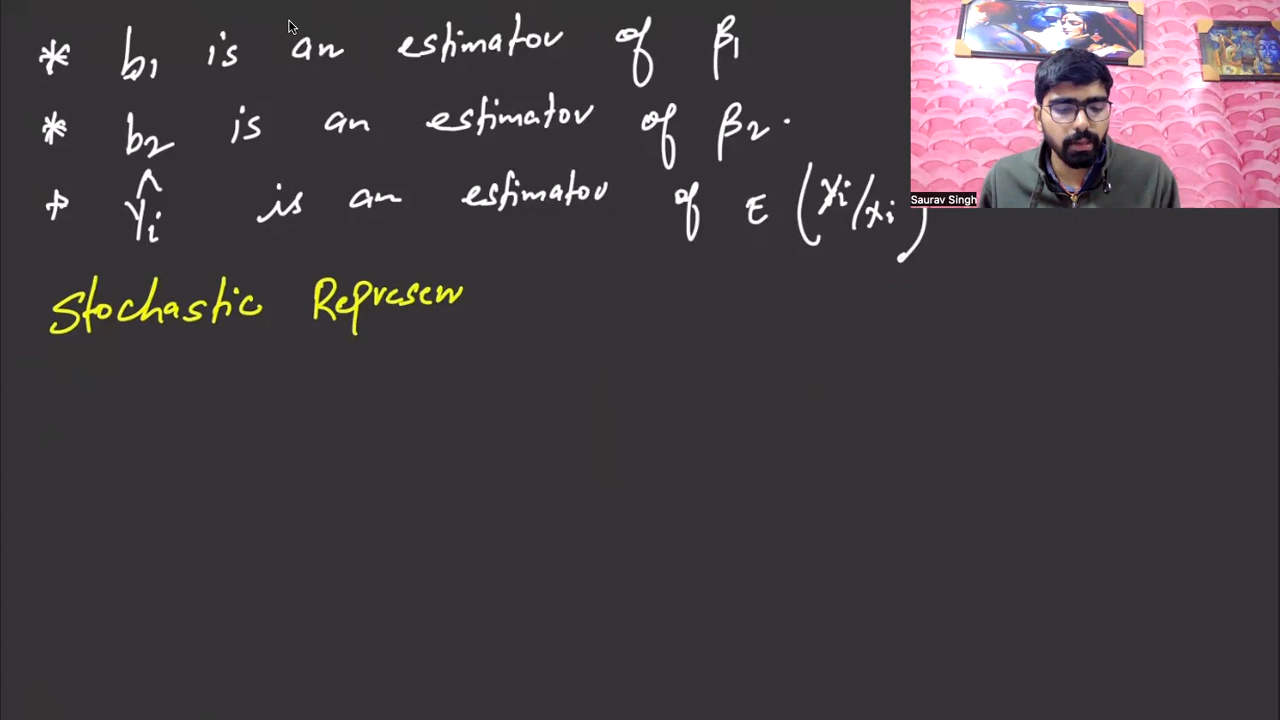 * b₁ is an estimator of β₁
* b₂ is an estimator of β₂.
* Ŷᵢ is an estimator of E (Yᵢ/Xᵢ)
Saurav Singh
Stochastic Represen